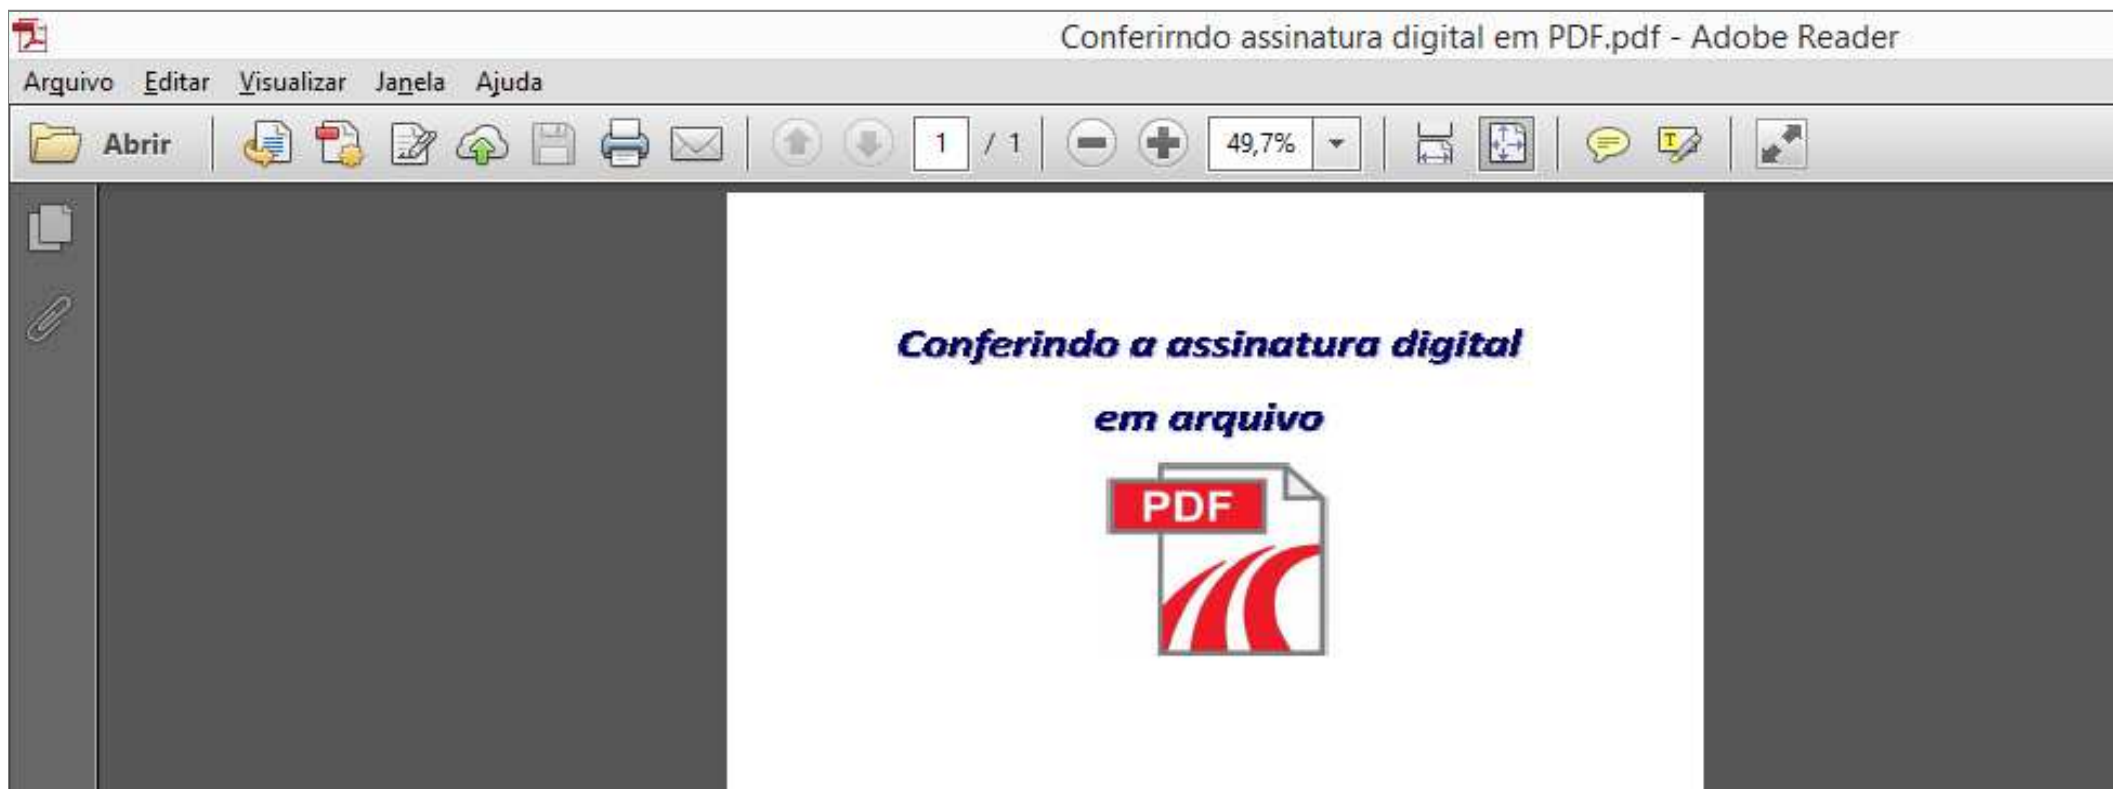 Conferirndo assinatura digital em PDF.pdf - Adobe Reader
Arquivo Editar Visualizar Janela Ajuda
Abrir 1 / 1 49,7% T
Conferindo a assinatura digital
em arquivo
PDF